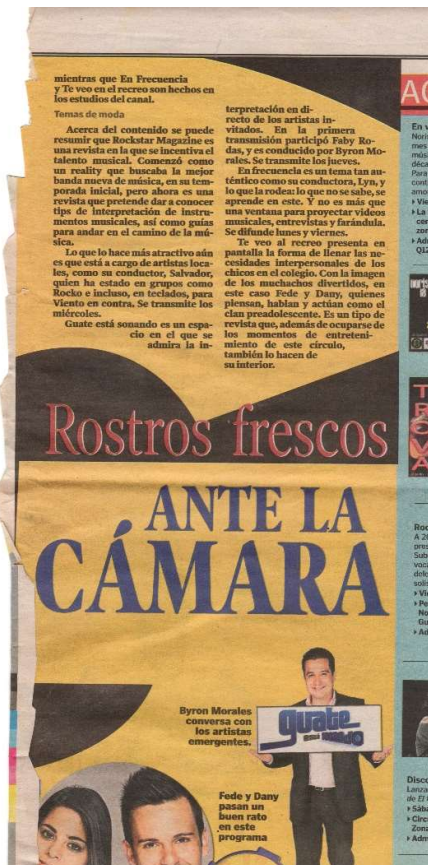 mientras que En Frecuencia
y Te veo en el recreo son hechos en
los estudios del canal.
Temas de moda
Acerca del contenido se puede
resumir que Rockstar Magazine es
una revista en la que se incentiva el
talento musical. Comenzó como
un reality que buscaba la mejor
banda nueva de música, en su tem-
porada inicial, pero ahora es una
revista que pretende dar a conocer
tips de interpretación de instru-
mentos musicales, así como guías
para andar en el camino de la mú-
sica.
Lo que lo hace más atractivo aún
es que está a cargo de artistas loca-
les, como su conductor, Salvador,
quien ha estado en grupos como
Rocko e incluso, en teclados, para
Viento en contra. Se transmite los
miércoles.
Guate está sonando es un espa-
cio en el que se
admira la in-
terpretación en di-
recto de los artistas in-
vitados. En la primera
transmisión participó Faby Ro-
das, y es conducido por Byron Mo-
rales. Se transmite los jueves.
En frecuencia es un tema tan au-
téntico como su conductora, Lyn, y
lo que la rodea: lo que no se sabe, se
aprende en este. Y no es más que
una ventana para proyectar videos
musicales, entrevistas y farándula.
Se difunde lunes y viernes.
Te veo al recreo presenta en
pantalla la forma de llenar las ne-
cesidades interpersonales de los
chicos en el colegio. Con la imagen
de los muchachos divertidos, en
este caso Fede y Dany, quienes
piensan, hablan y actúan como el
clan preadolescente. Es un tipo de
revista que, además de ocuparse de
los momentos de entreteni-
miento de este círculo,
también lo hacen de
su interior.
Rostros frescos
ANTE LA
CÁMARA
Byron Morales
conversa con
los artistas
emergentes.
guate
Fede y Dany
pasan un
buen rato
en este
programa